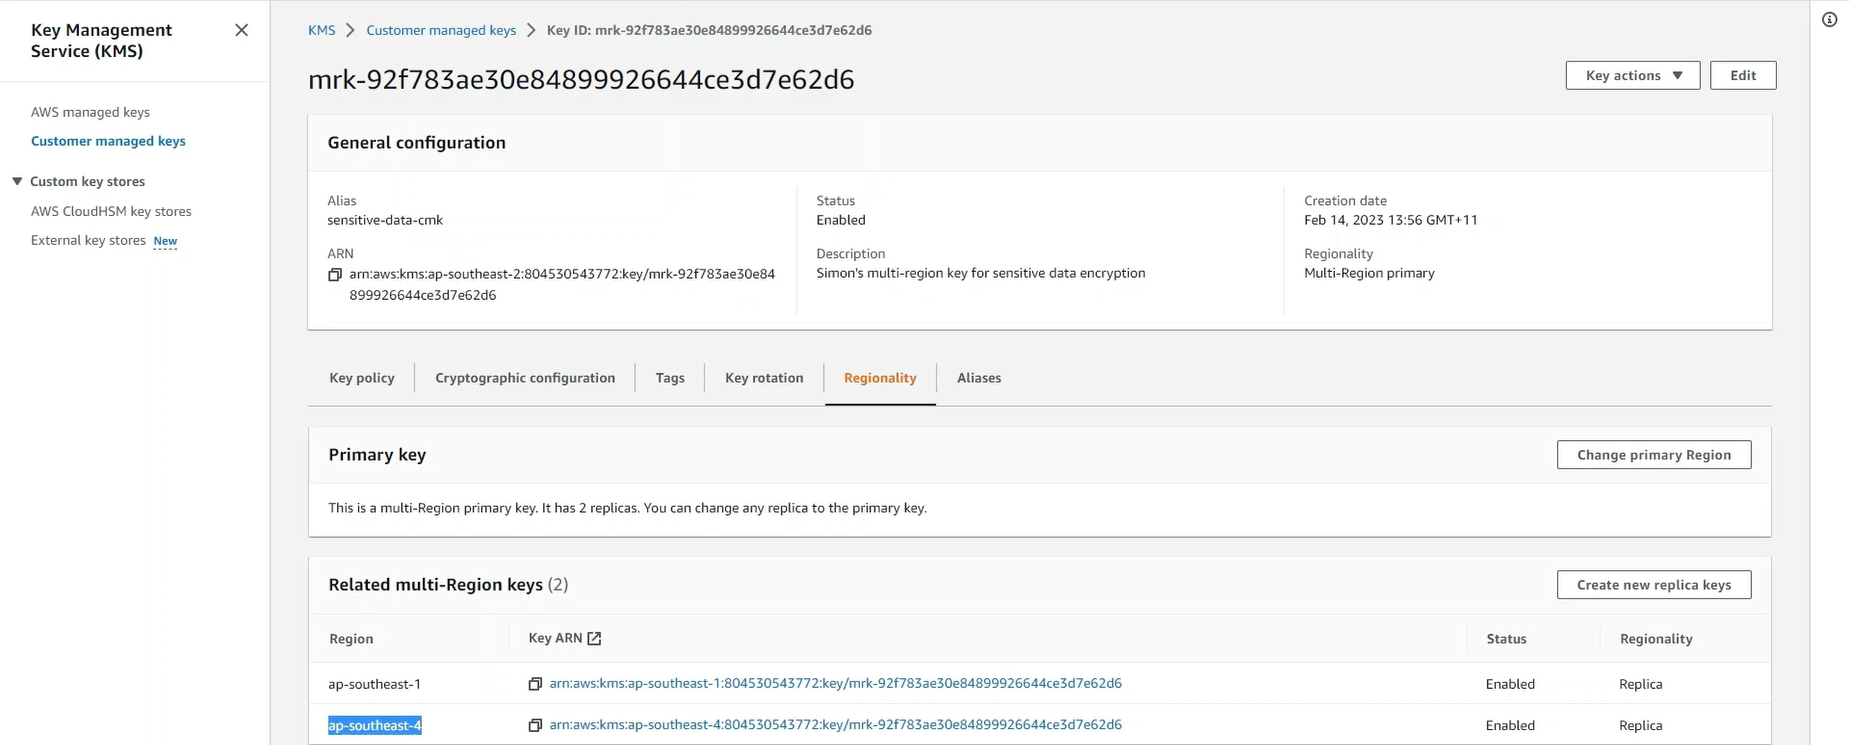 Key Management
Service (KMS)
AWS managed keys
Customer managed keys
Custom key stores
AWS CloudHSM key stores
External key stores New
KMS Customer managed keys Key ID: mrk-92f783ae30e84899926644ce3d7e62d6
mrk-92f783ae30e84899926644ce3d7e62d6
Key actions
Edit
General configuration
Alias
sensitive-data-cmk
ARN
arn:aws:kms:ap-southeast-2:804530543772:key/mrk-92f783ae30e84
899926644ce3d7e62d6
Status
Enabled
Description
Simon's multi-region key for sensitive data encryption
Creation date
Feb 14, 2023 13:56 GMT+11
Regionality
Multi-Region primary
Key policy Cryptographic configuration Tags Key rotation Regionality Aliases
Primary key
Change primary Region
This is a multi-Region primary key. It has 2 replicas. You can change any replica to the primary key.
Related multi-Region keys (2)
Create new replica keys
Region Key ARN Status Regionality
ap-southeast-1 arn:aws:kms:ap-southeast-1:804530543772:key/mrk-92f783ae30e84899926644ce3d7e62d6 Enabled Replica
ap-southeast-4 arn:aws:kms:ap-southeast-4:804530543772:key/mrk-92f783ae30e84899926644ce3d7e62d6 Enabled Replica